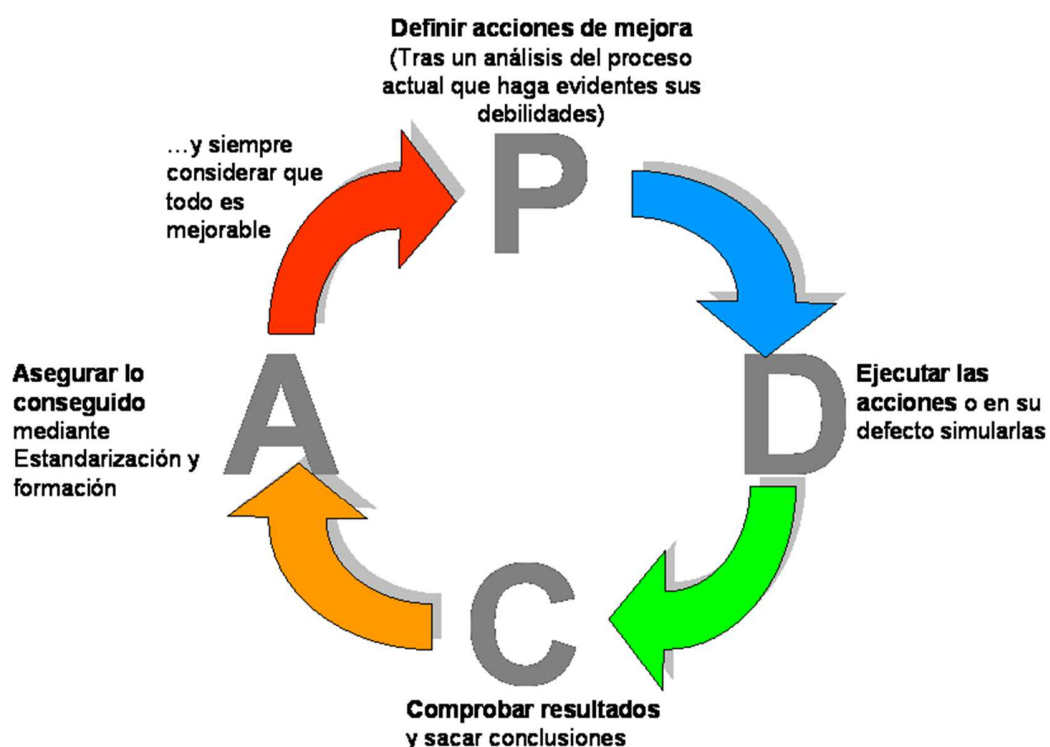 Definir acciones de mejora
(Tras un análisis del proceso
actual que haga evidentes sus
debilidades)
P
…y siempre
considerar que
todo es
mejorable
D
Ejecutar las
acciones o en su
defecto simularlas
C
Comprobar resultados
y sacar conclusiones
A
Asegurar lo
conseguido
mediante
Estandarización y
formación